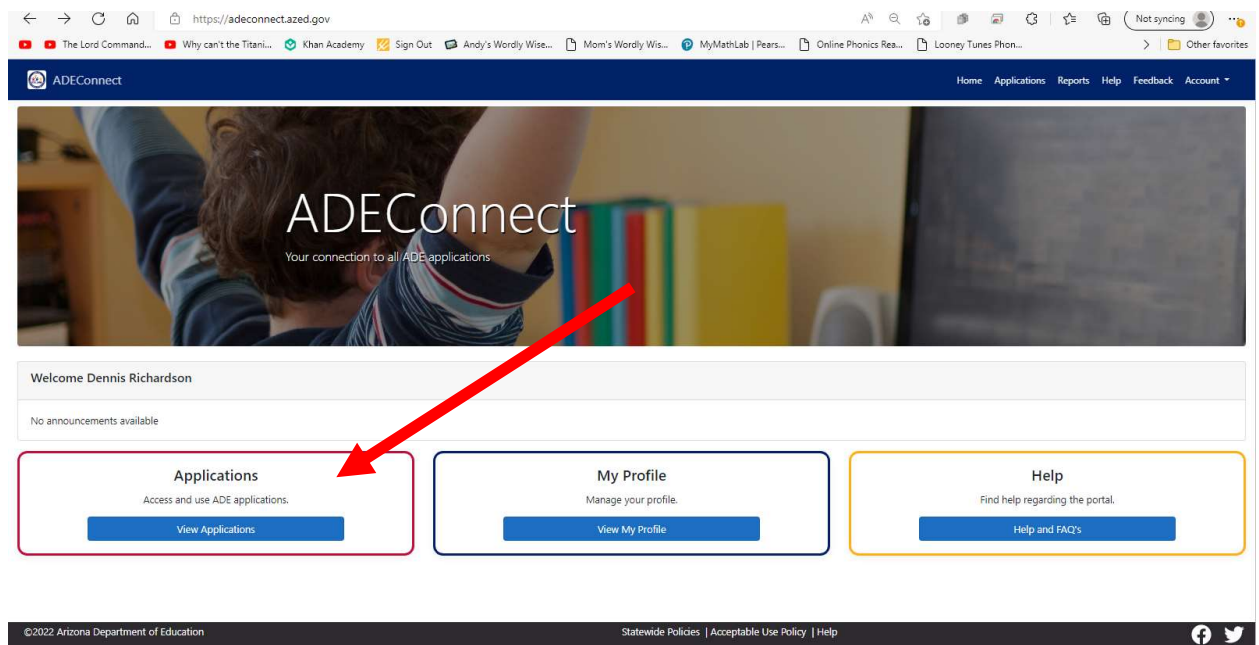 https://adeconnect.azed.gov
Not syncing
The Lord Command... Why can't the Titani... Khan Academy Sign Out Andy's Wordly Wise... Mom's Wordly Wis... MyMathLab | Pears... Online Phonics Rea... Looney Tunes Phon... Other favorites
ADEConnect Home Applications Reports Help Feedback Account
ADEConnect
Your connection to all ADE applications
Welcome Dennis Richardson
No announcements available
Applications
Access and use ADE applications.
View Applications
My Profile
Manage your profile.
View My Profile
Help
Find help regarding the portal.
Help and FAQ's
©2022 Arizona Department of Education Statewide Policies | Acceptable Use Policy | Help